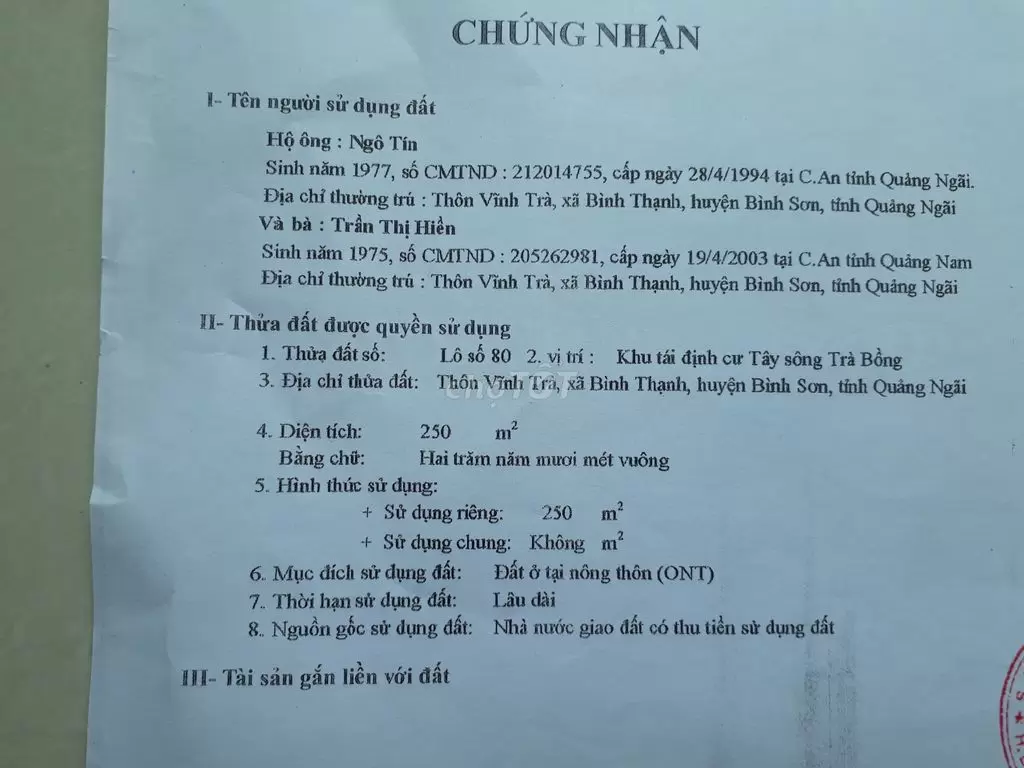 CHỨNG NHẬN
I- Tên người sử dụng đất
Hộ ông : Ngô Tín
Sinh năm 1977, số CMTND : 212014755, cấp ngày 28/4/1994 tại C.An tỉnh Quảng Ngãi.
Địa chỉ thường trú : Thôn Vĩnh Trà, xã Bình Thạnh, huyện Bình Sơn, tỉnh Quảng Ngãi
Và bà : Trần Thị Hiền
Sinh năm 1975, số CMTND : 205262981, cấp ngày 19/4/2003 tại C.An tỉnh Quảng Nam
Địa chỉ thường trú : Thôn Vĩnh Trà, xã Bình Thạnh, huyện Bình Sơn, tỉnh Quảng Ngãi
II- Thửa đất được quyền sử dụng
1. Thửa đất số: Lô số 80 2. vị trí : Khu tái định cư Tây sông Trà Bồng
3. Địa chỉ thửa đất: Thôn Vĩnh Trà, xã Bình Thạnh, huyện Bình Sơn, tỉnh Quảng Ngãi
chợTỐT
4. Diện tích: 250 m²
Bằng chữ: Hai trăm năm mươi mét vuông
5. Hình thức sử dụng:
+ Sử dụng riêng: 250 m²
+ Sử dụng chung: Không m²
6. Mục đích sử dụng đất: Đất ở tại nông thôn (ONT)
7. Thời hạn sử dụng đất: Lâu dài
8. Nguồn gốc sử dụng đất: Nhà nước giao đất có thu tiền sử dụng đất
III- Tài sản gắn liền với đất